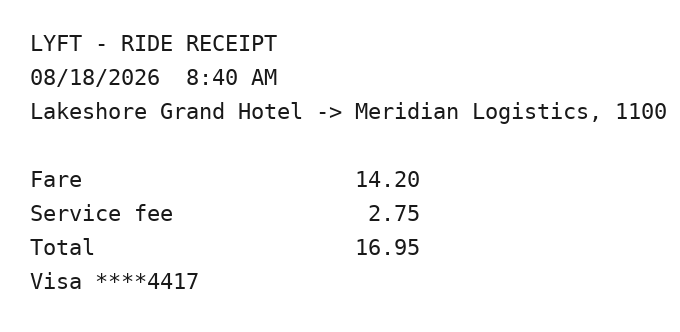 LYFT - RIDE RECEIPT
08/18/2026  8:40 AM
Lakeshore Grand Hotel -> Meridian Logistics, 1100
Fare                     14.20
Service fee               2.75
Total                    16.95
Visa ****4417